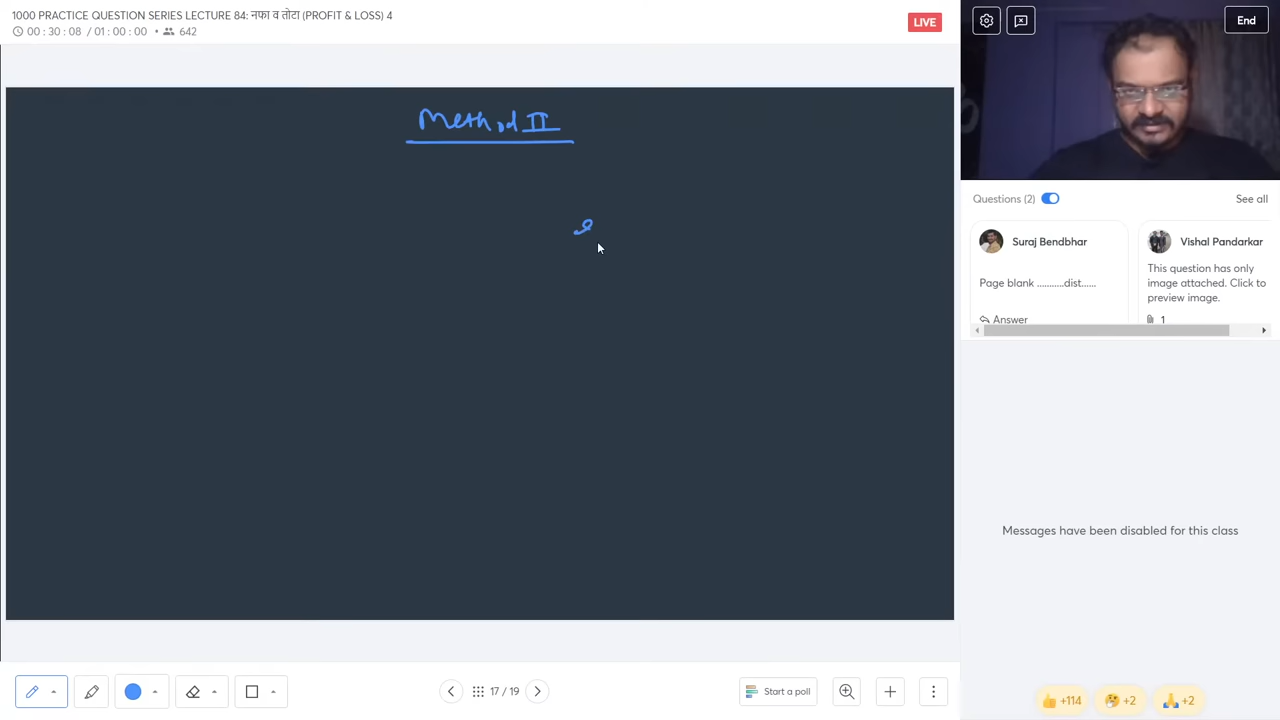 1000 PRACTICE QUESTION SERIES LECTURE 84: नफा व तोटा (PROFIT & LOSS) 4
00 : 30 : 08 / 01 : 00 : 00 • 642
LIVE
End
Method II
Questions (2)
See all
Suraj Bendbhar
Page blank ...........dist......
Answer
Vishal Pandarkar
This question has only
image attached. Click to
preview image.
1
Messages have been disabled for this class
17 / 19
Start a poll
+114
+2
+2